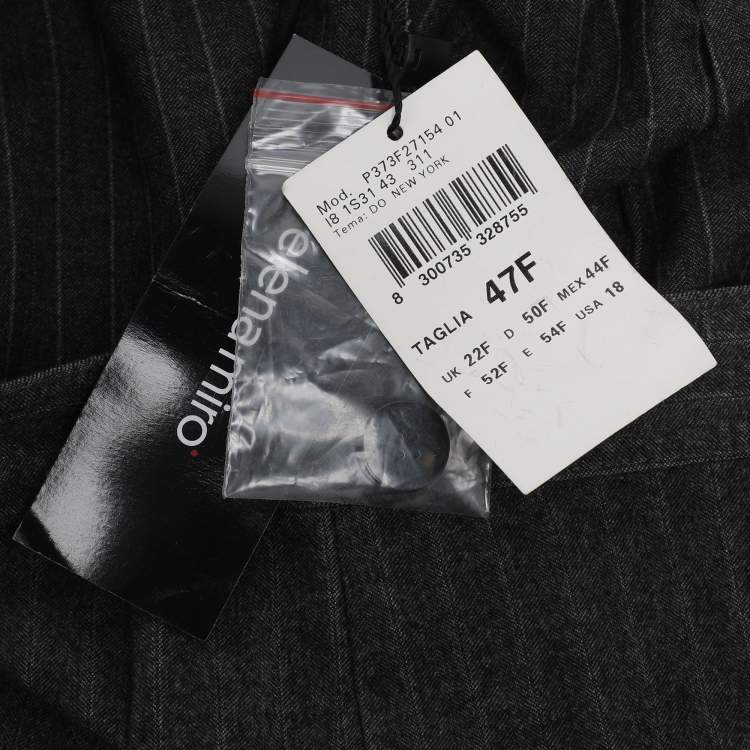 Mod. P373F27154 01
I8 1S31 43 311
Tema: DO NEW YORK
8 300735 328755
TAGLIA 47F
UK 22F D 50F MEX 44F
F 52F E 54F USA 18
elena miro